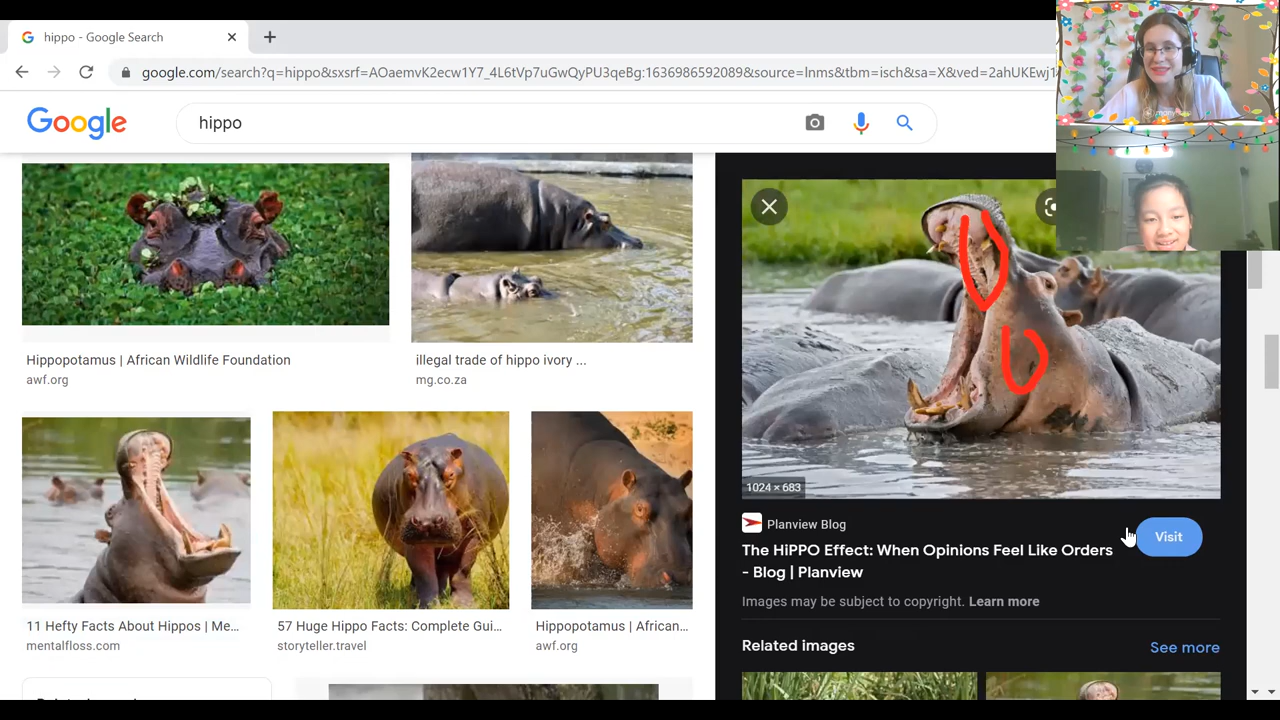 hippo - Google Search
google.com/search?q=hippo&sxsrf=AOaemvK2ecw1Y7_4L6tVp7uGwQyPU3qeBg:1636986592089&source=lnms&tbm=isch&sa=X&ved=2ahUKEwj1
Google
hippo
Hippopotamus | African Wildlife Foundation
awf.org
illegal trade of hippo ivory ...
mg.co.za
11 Hefty Facts About Hippos | Me...
mentalfloss.com
57 Huge Hippo Facts: Complete Gui...
storyteller.travel
Hippopotamus | African...
awf.org
1024 × 683
Planview Blog
The HiPPO Effect: When Opinions Feel Like Orders
- Blog | Planview
Visit
Images may be subject to copyright. Learn more
Related images
See more